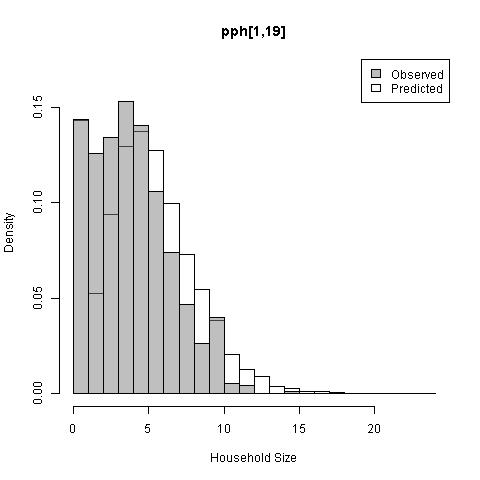 pph[1,19]
Observed
Predicted
0.15
0.10
0.05
0.00
Density
0 5 10 15 20
Household Size